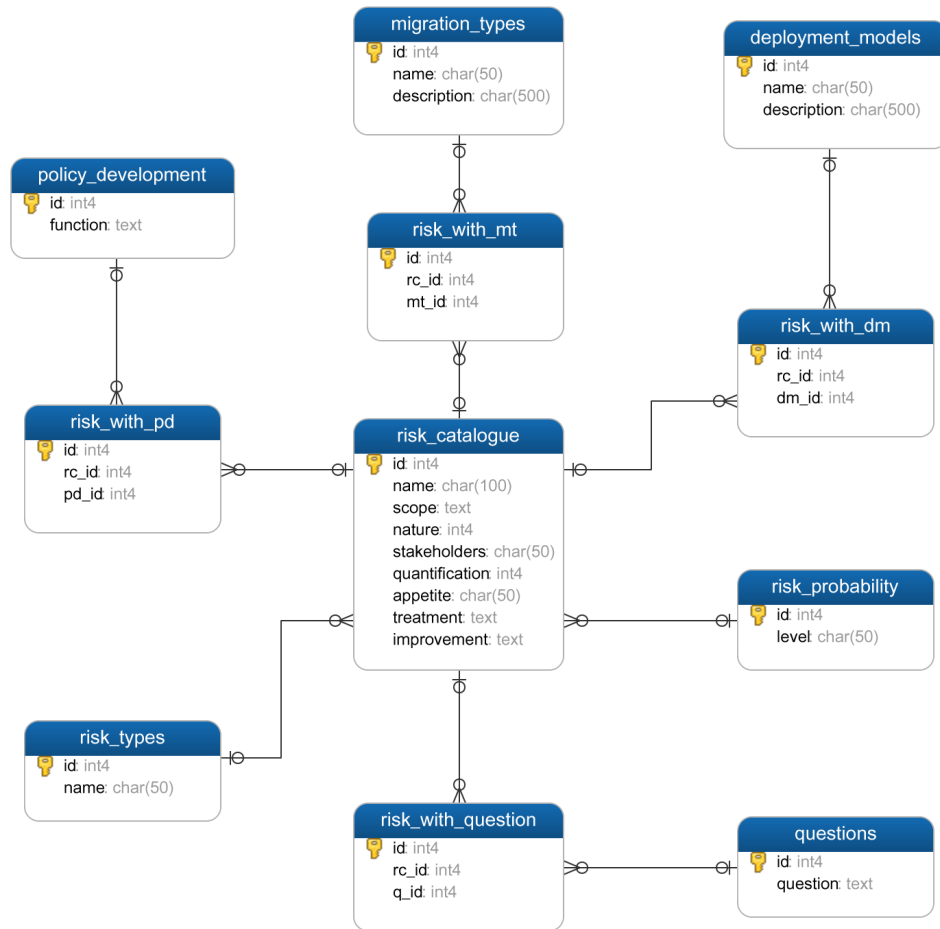 migration_types
id: int4
name: char(50)
description: char(500)
deployment_models
id: int4
name: char(50)
description: char(500)
policy_development
id: int4
function: text
risk_with_mt
id: int4
rc_id: int4
mt_id: int4
risk_with_dm
id: int4
rc_id: int4
dm_id: int4
risk_with_pd
id: int4
rc_id: int4
pd_id: int4
risk_catalogue
id: int4
name: char(100)
scope: text
nature: int4
stakeholders: char(50)
quantification: int4
appetite: char(50)
treatment: text
improvement: text
risk_probability
id: int4
level: char(50)
risk_types
id: int4
name: char(50)
risk_with_question
id: int4
rc_id: int4
q_id: int4
questions
id: int4
question: text